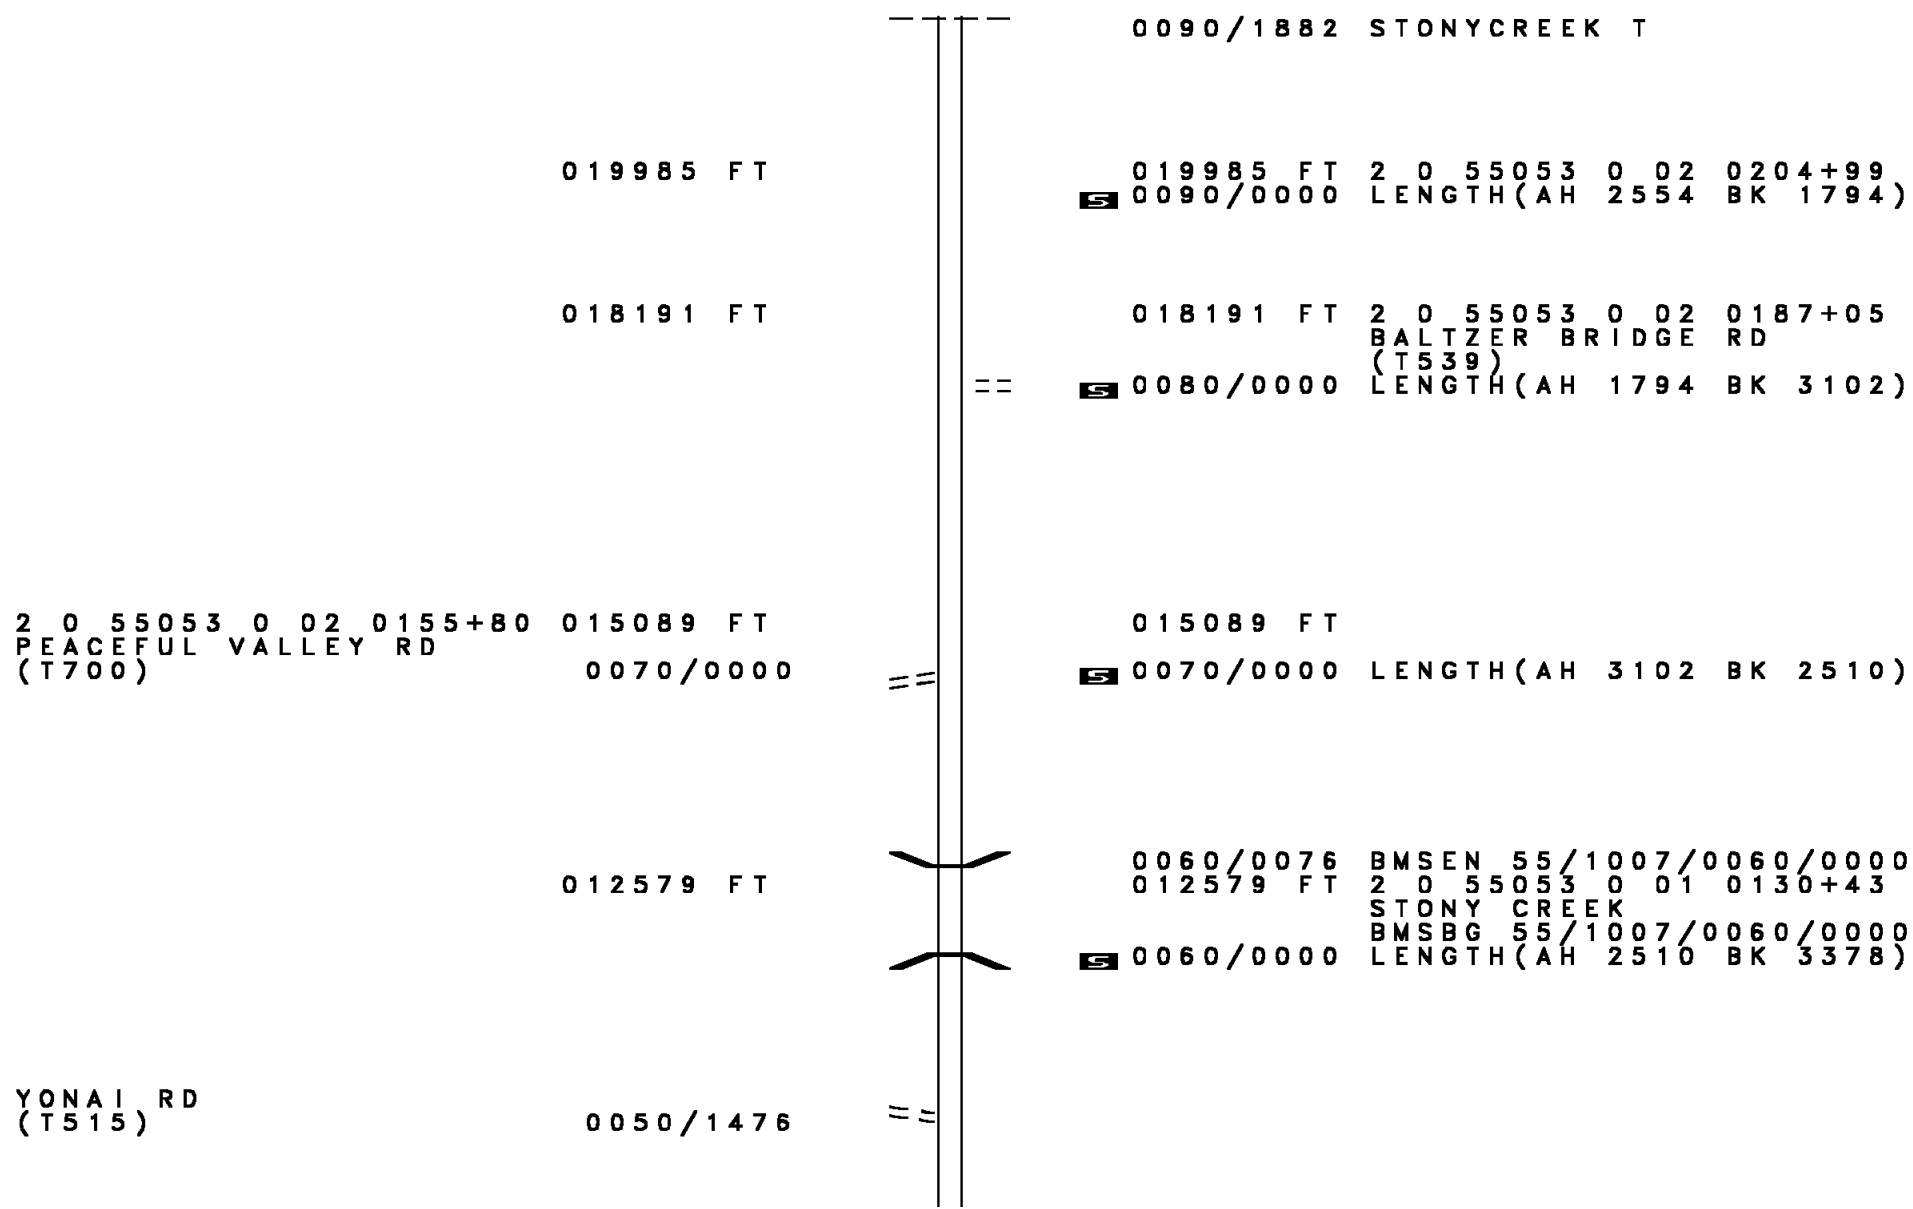 0090/1882 STONYCREEK T
019985 FT 019985 FT 2 0 55053 0 02 0204+99
S 0090/0000 LENGTH(AH 2554 BK 1794)
018191 FT 018191 FT 2 0 55053 0 02 0187+05
BALTZER BRIDGE RD
(T539)
S 0080/0000 LENGTH(AH 1794 BK 3102)
2 0 55053 0 02 0155+80 015089 FT 015089 FT
PEACEFUL VALLEY RD
(T700) 0070/0000 S 0070/0000 LENGTH(AH 3102 BK 2510)
0060/0076 BMSEN 55/1007/0060/0000
012579 FT 012579 FT 2 0 55053 0 01 0130+43
STONY CREEK
BMSBG 55/1007/0060/0000
S 0060/0000 LENGTH(AH 2510 BK 3378)
YONAI RD
(T515) 0050/1476